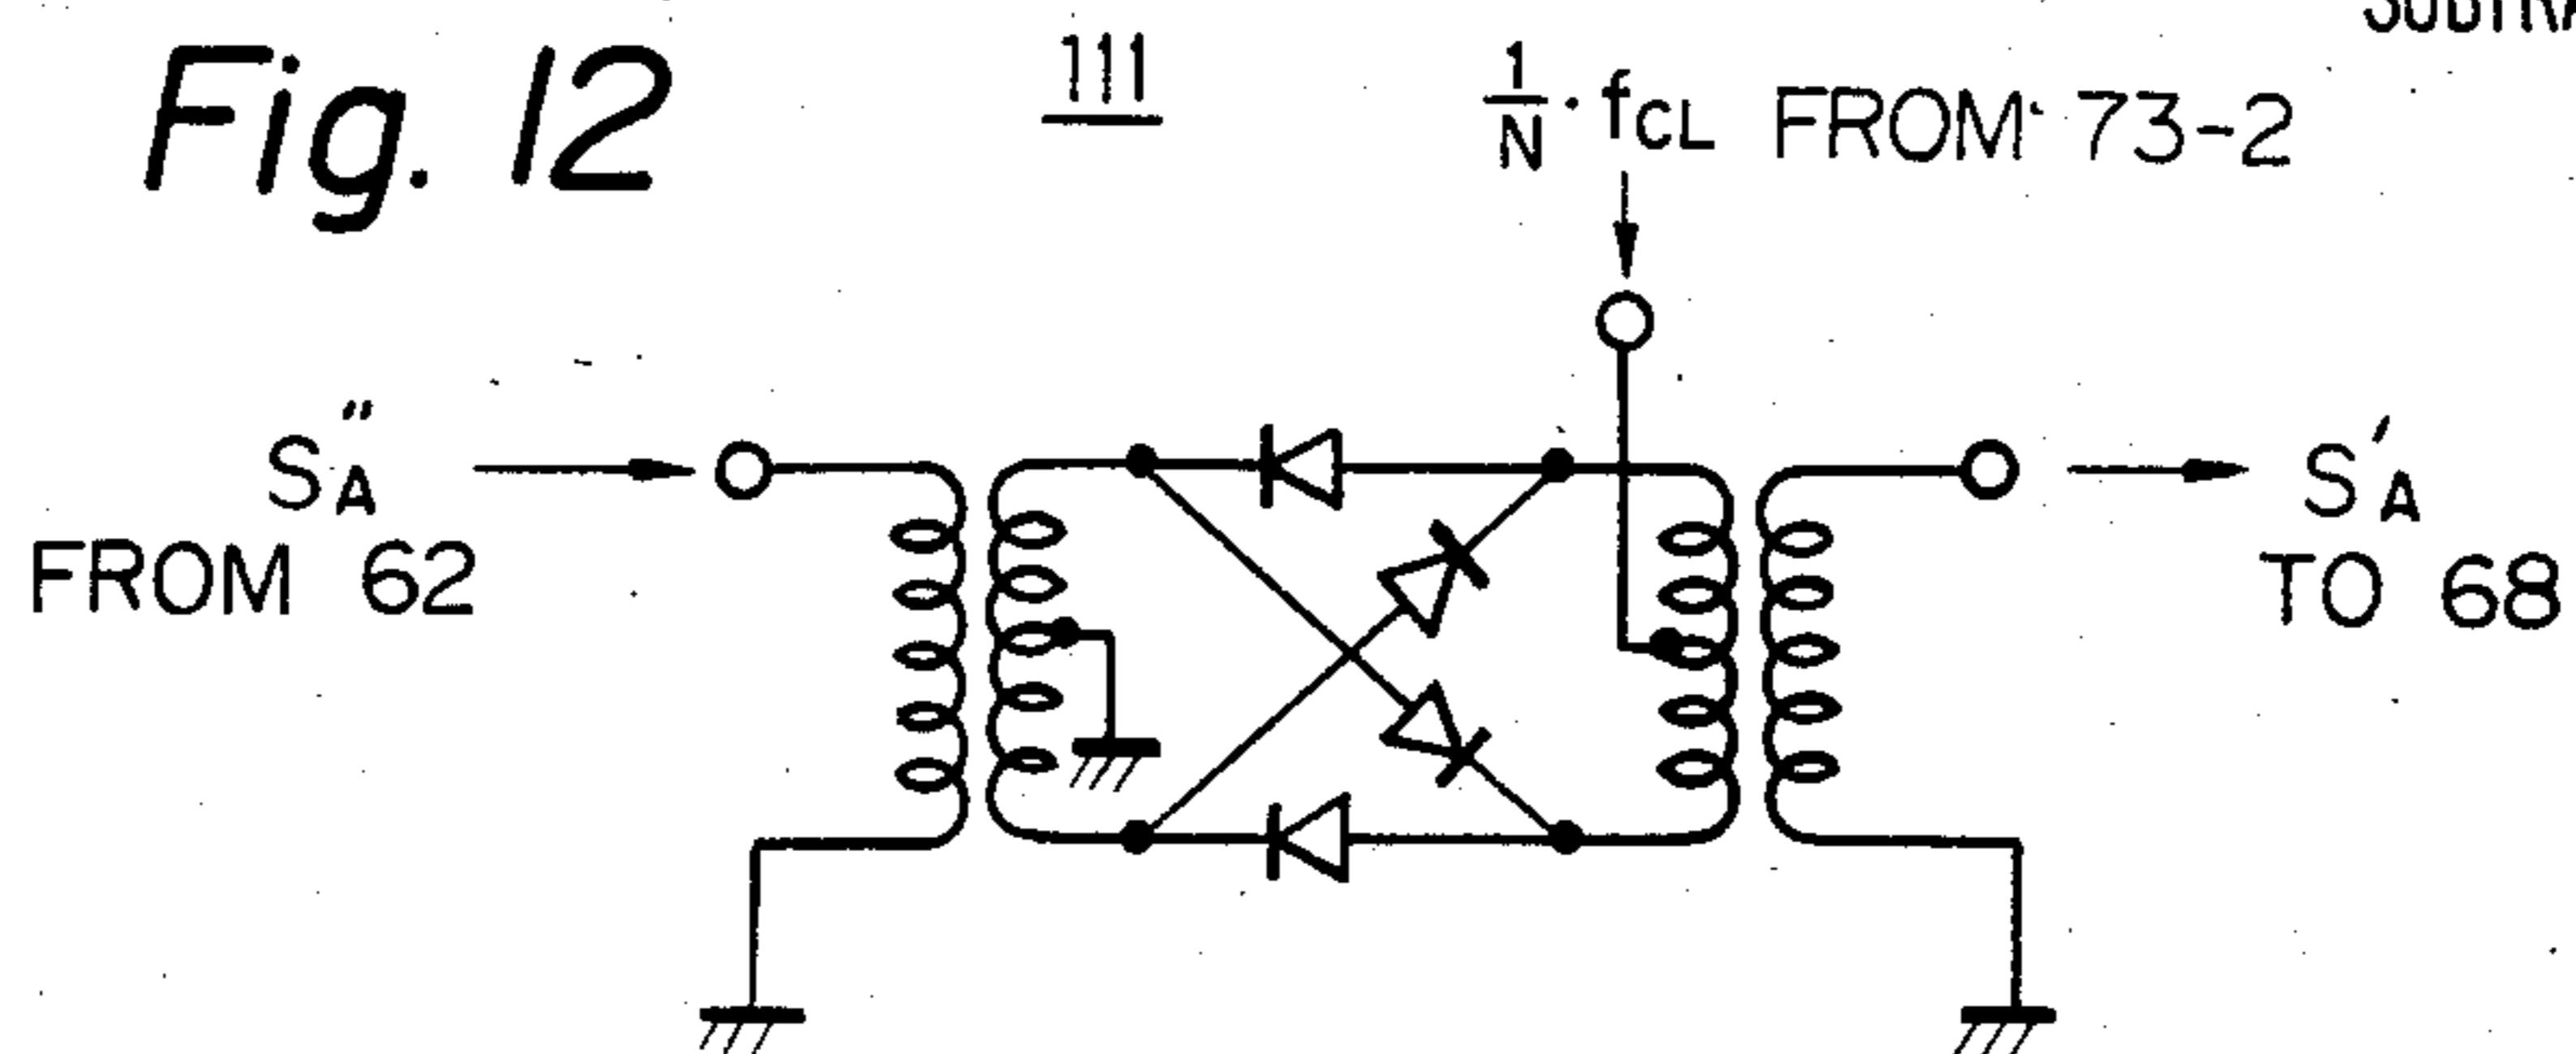 Fig. 12
111
1/N · fCL FROM 73-2
S''A
FROM 62
S'A
TO 68